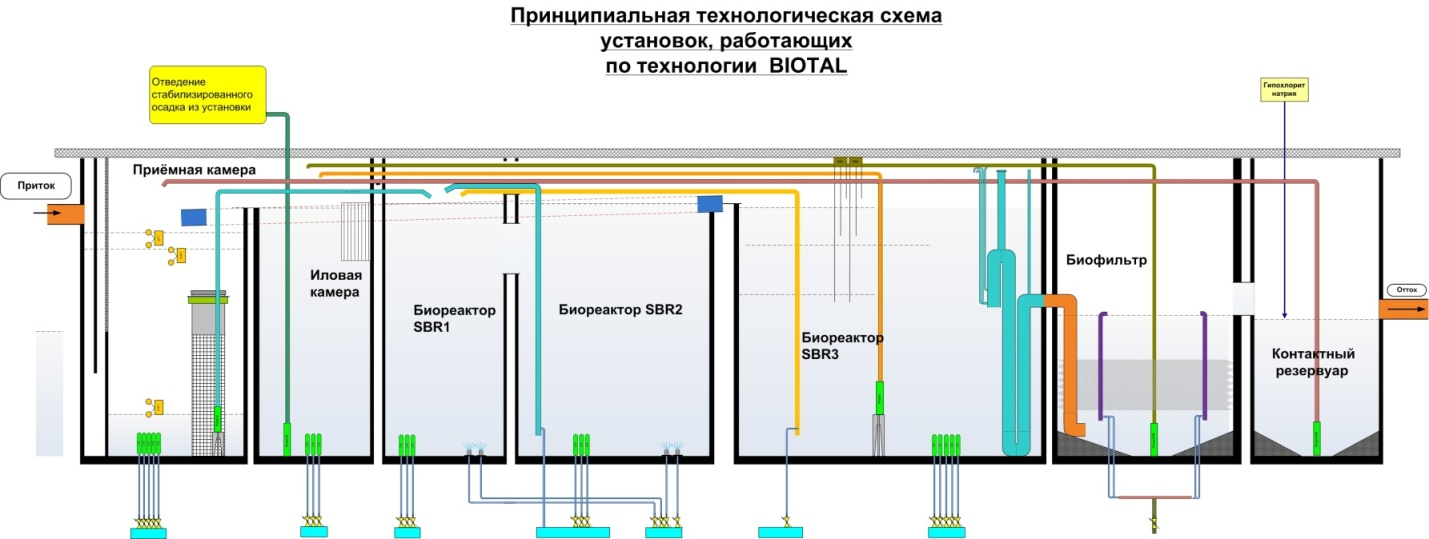 Принципиальная технологическая схема
установок, работающих
по технологии BIOTAL
Отведение
стабилизированного
осадка из установки
Гипохлорит
натрия
Приёмная камера
Приток
Иловая
камера
Биореактор
SBR1
Биореактор SBR2
Биореактор
SBR3
Биофильтр
Отток
Контактный
резервуар